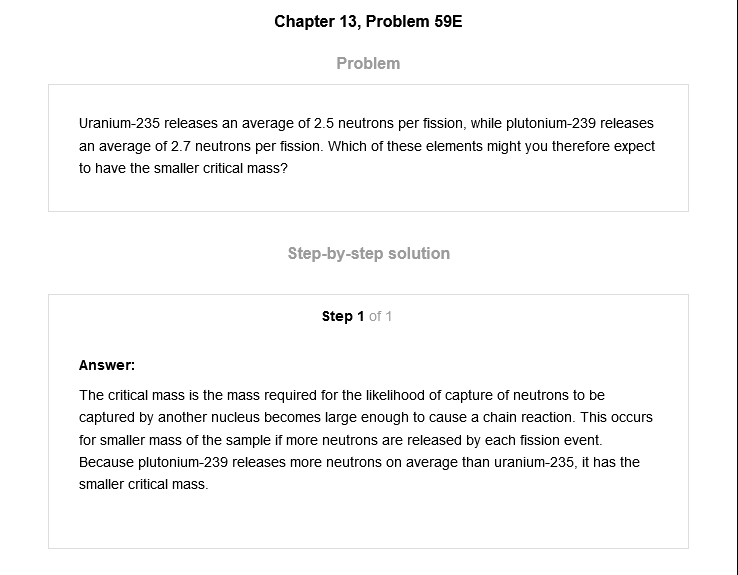 Chapter 13, Problem 59E
Problem
Uranium-235 releases an average of 2.5 neutrons per fission, while plutonium-239 releases
an average of 2.7 neutrons per fission. Which of these elements might you therefore expect
to have the smaller critical mass?
Step-by-step solution
Step 1 of 1
Answer:
The critical mass is the mass required for the likelihood of capture of neutrons to be
captured by another nucleus becomes large enough to cause a chain reaction. This occurs
for smaller mass of the sample if more neutrons are released by each fission event.
Because plutonium-239 releases more neutrons on average than uranium-235, it has the
smaller critical mass.